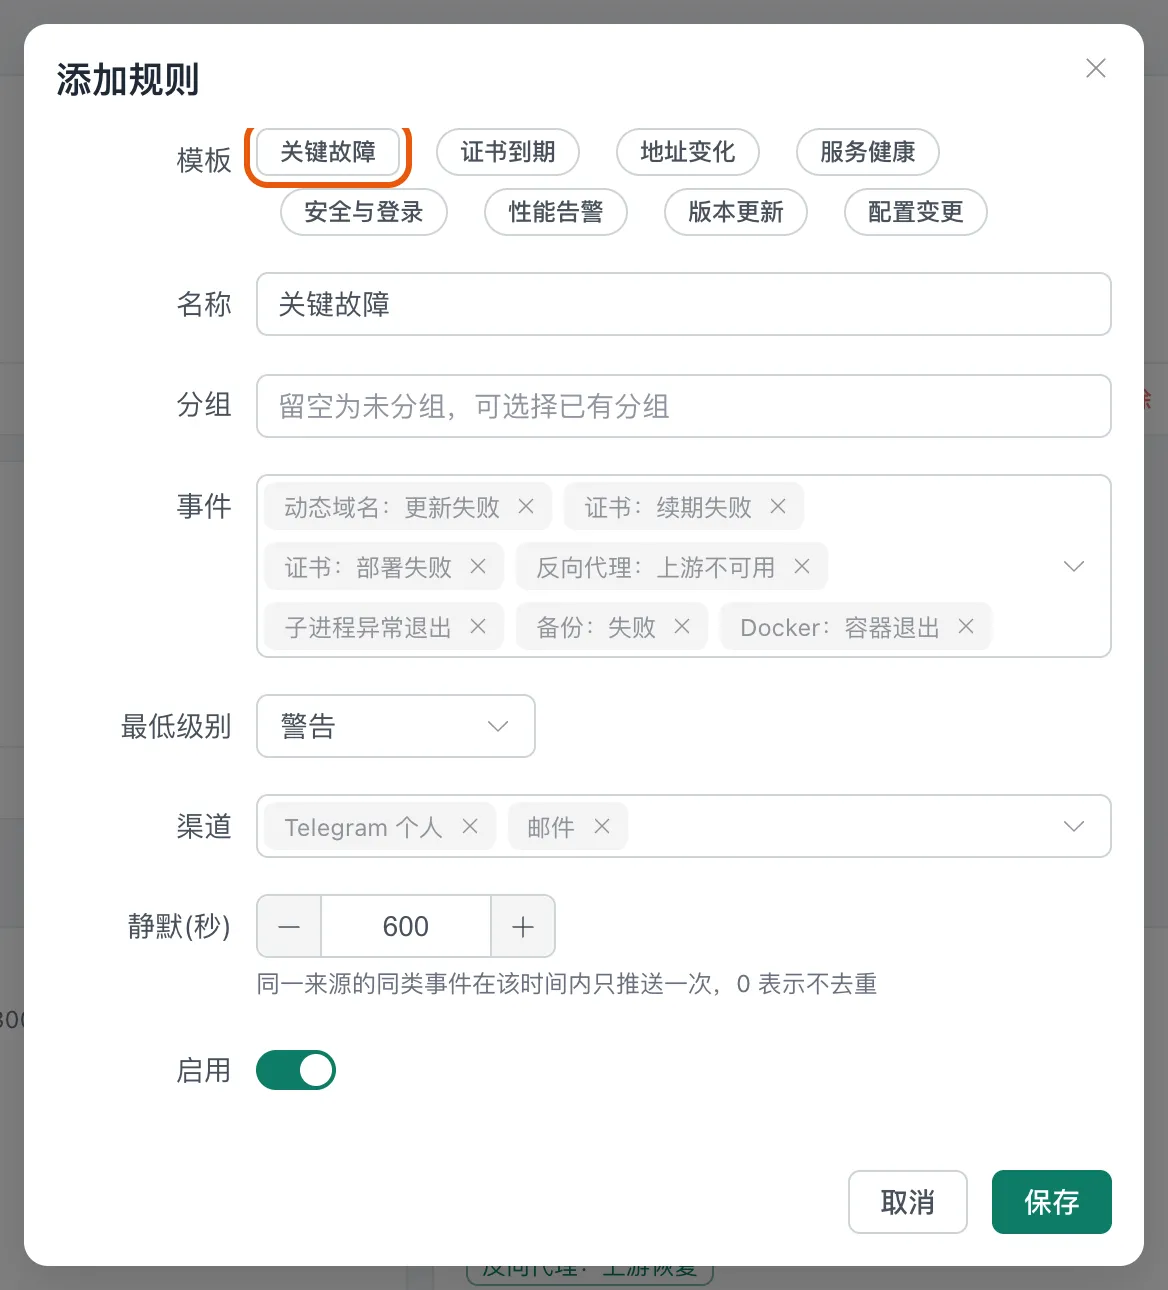 添加规则
模板 关键故障 证书到期 地址变化 服务健康
安全与登录 性能告警 版本更新 配置变更
名称 关键故障
分组 留空为未分组，可选择已有分组
事件 动态域名：更新失败 证书：续期失败
证书：部署失败 反向代理：上游不可用
子进程异常退出 备份：失败 Docker：容器退出
最低级别 警告
渠道 Telegram 个人 邮件
静默(秒) 600
同一来源的同类事件在该时间内只推送一次，0 表示不去重
启用
取消 保存
反向代理：上游恢复